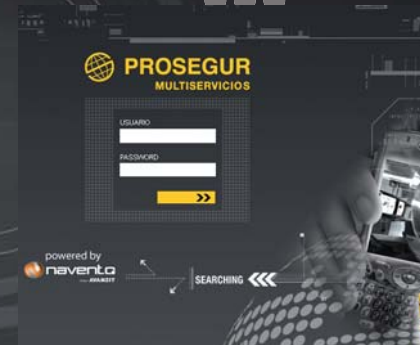 PROSEGUR
MULTISERVICIOS
USUARIO
PASSWORD
>>
powered by
navento
SEARCHING